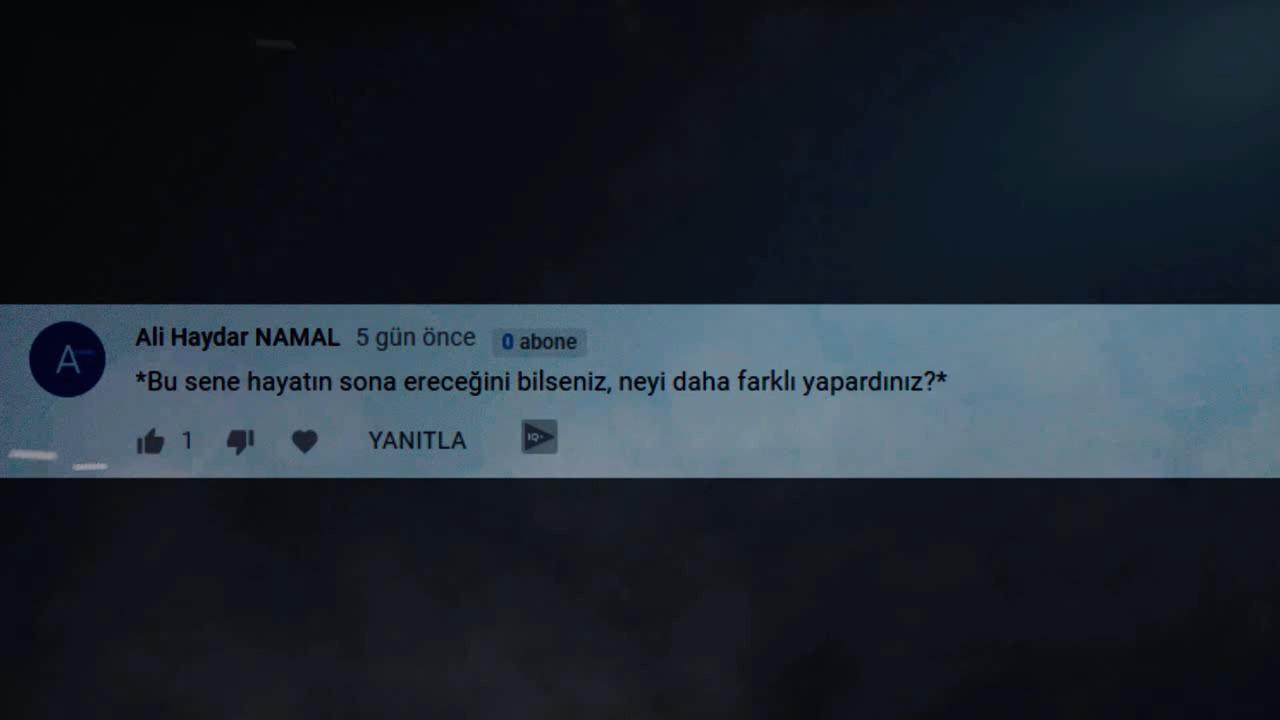 A
Ali Haydar NAMAL 5 gün önce 0 abone
*Bu sene hayatın sona ereceğini bilseniz, neyi daha farklı yapardınız?*
1 YANITLA IQ